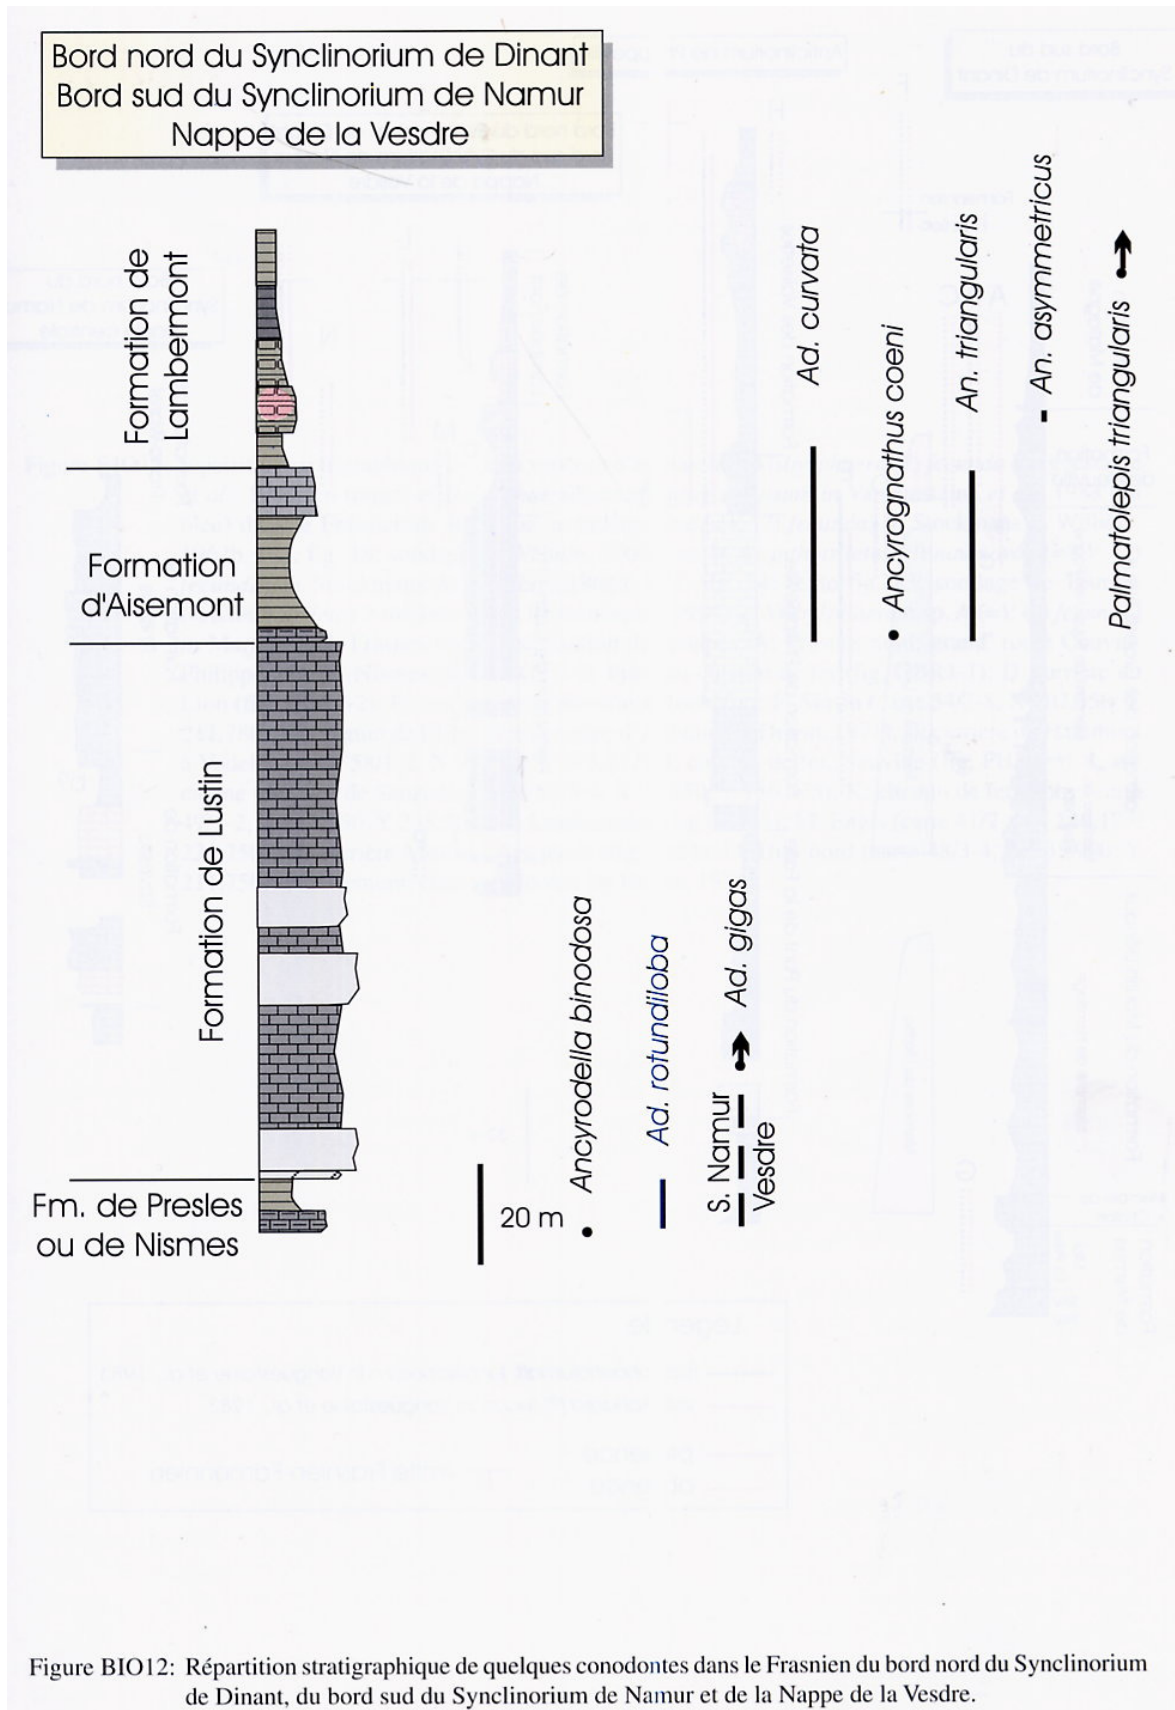 Bord nord du Synclinorium de Dinant
Bord sud du Synclinorium de Namur
Nappe de la Vesdre
Formation de
Lambermont
Formation
d'Aisemont
Formation de Lustin
Fm. de Presles
ou de Nismes
20 m
Ancyrodella binodosa
Ad. rotundiloba
S. Namur
Vesdre
Ad. gigas
Ad. curvata
Ancyrognathus coeni
An. triangularis
An. asymmetricus
Palmatolepis triangularis
Figure BIO12: Répartition stratigraphique de quelques conodontes dans le Frasnien du bord nord du Synclinorium
de Dinant, du bord sud du Synclinorium de Namur et de la Nappe de la Vesdre.